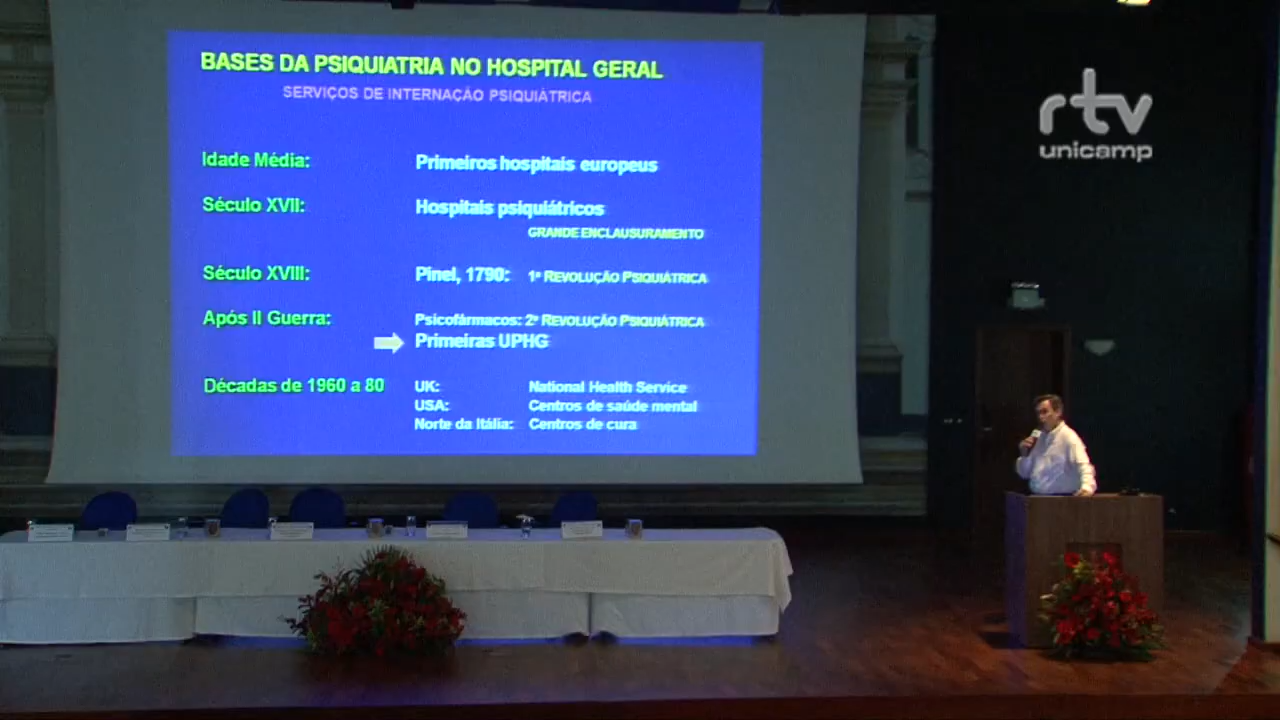 BASES DA PSIQUIATRIA NO HOSPITAL GERAL
SERVIÇOS DE INTERNAÇÃO PSIQUIÁTRICA
Idade Média: Primeiros hospitais europeus
Século XVII: Hospitais psiquiátricos
GRANDE ENCLAUSURAMENTO
Século XVIII: Pinel, 1790: 1ª REVOLUÇÃO PSIQUIÁTRICA
Após II Guerra: Psicofármacos: 2ª REVOLUÇÃO PSIQUIÁTRICA
Primeiras UPHG
Décadas de 1960 a 80 UK: National Health Service
USA: Centros de saúde mental
Norte da Itália: Centros de cura
rtv
unicamp